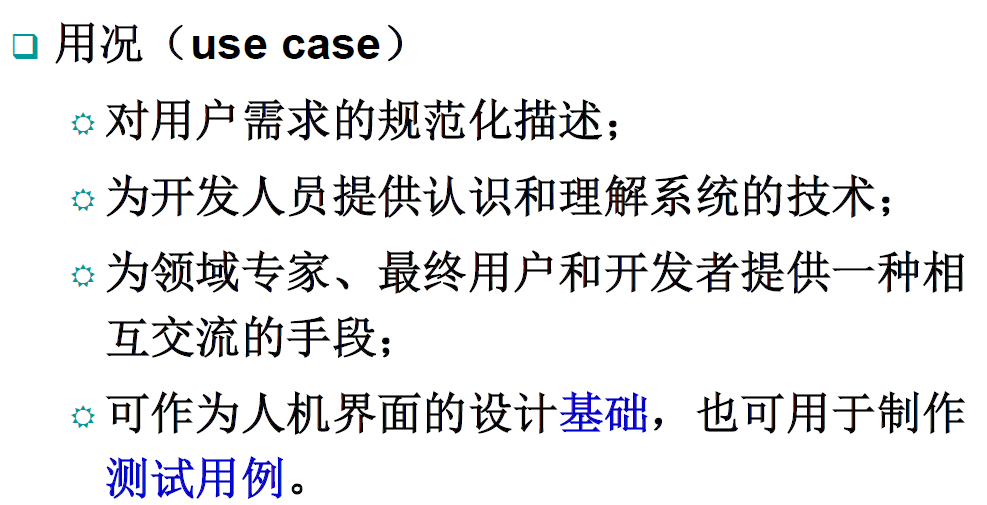 用况（use case）
对用户需求的规范化描述；
为开发人员提供认识和理解系统的技术；
为领域专家、最终用户和开发者提供一种相
互交流的手段；
可作为人机界面的设计基础，也可用于制作
测试用例。